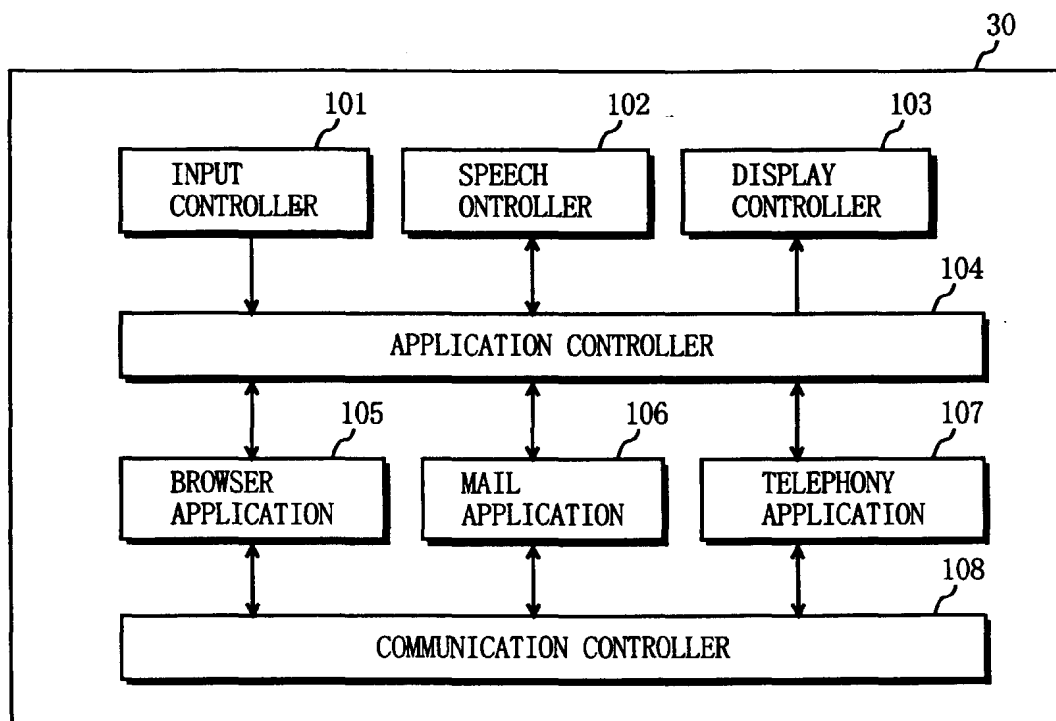 30
101
102
103
INPUT
CONTROLLER
SPEECH
ONTROLLER
DISPLAY
CONTROLLER
104
APPLICATION CONTROLLER
105
106
107
BROWSER
APPLICATION
MAIL
APPLICATION
TELEPHONY
APPLICATION
108
COMMUNICATION CONTROLLER